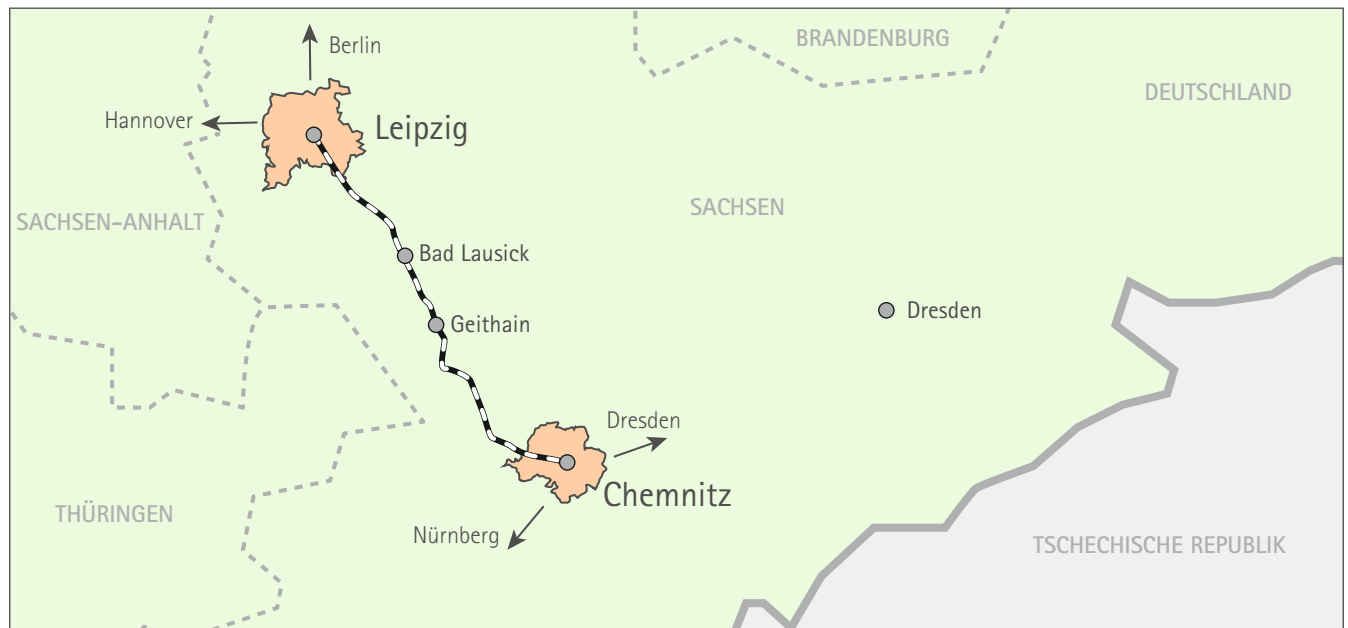 BRANDENBURG
Berlin
DEUTSCHLAND
Hannover
Leipzig
SACHSEN
SACHSEN-ANHALT
Bad Lausick
Dresden
Geithain
Dresden
Chemnitz
THÜRINGEN
Nürnberg
TSCHECHISCHE REPUBLIK